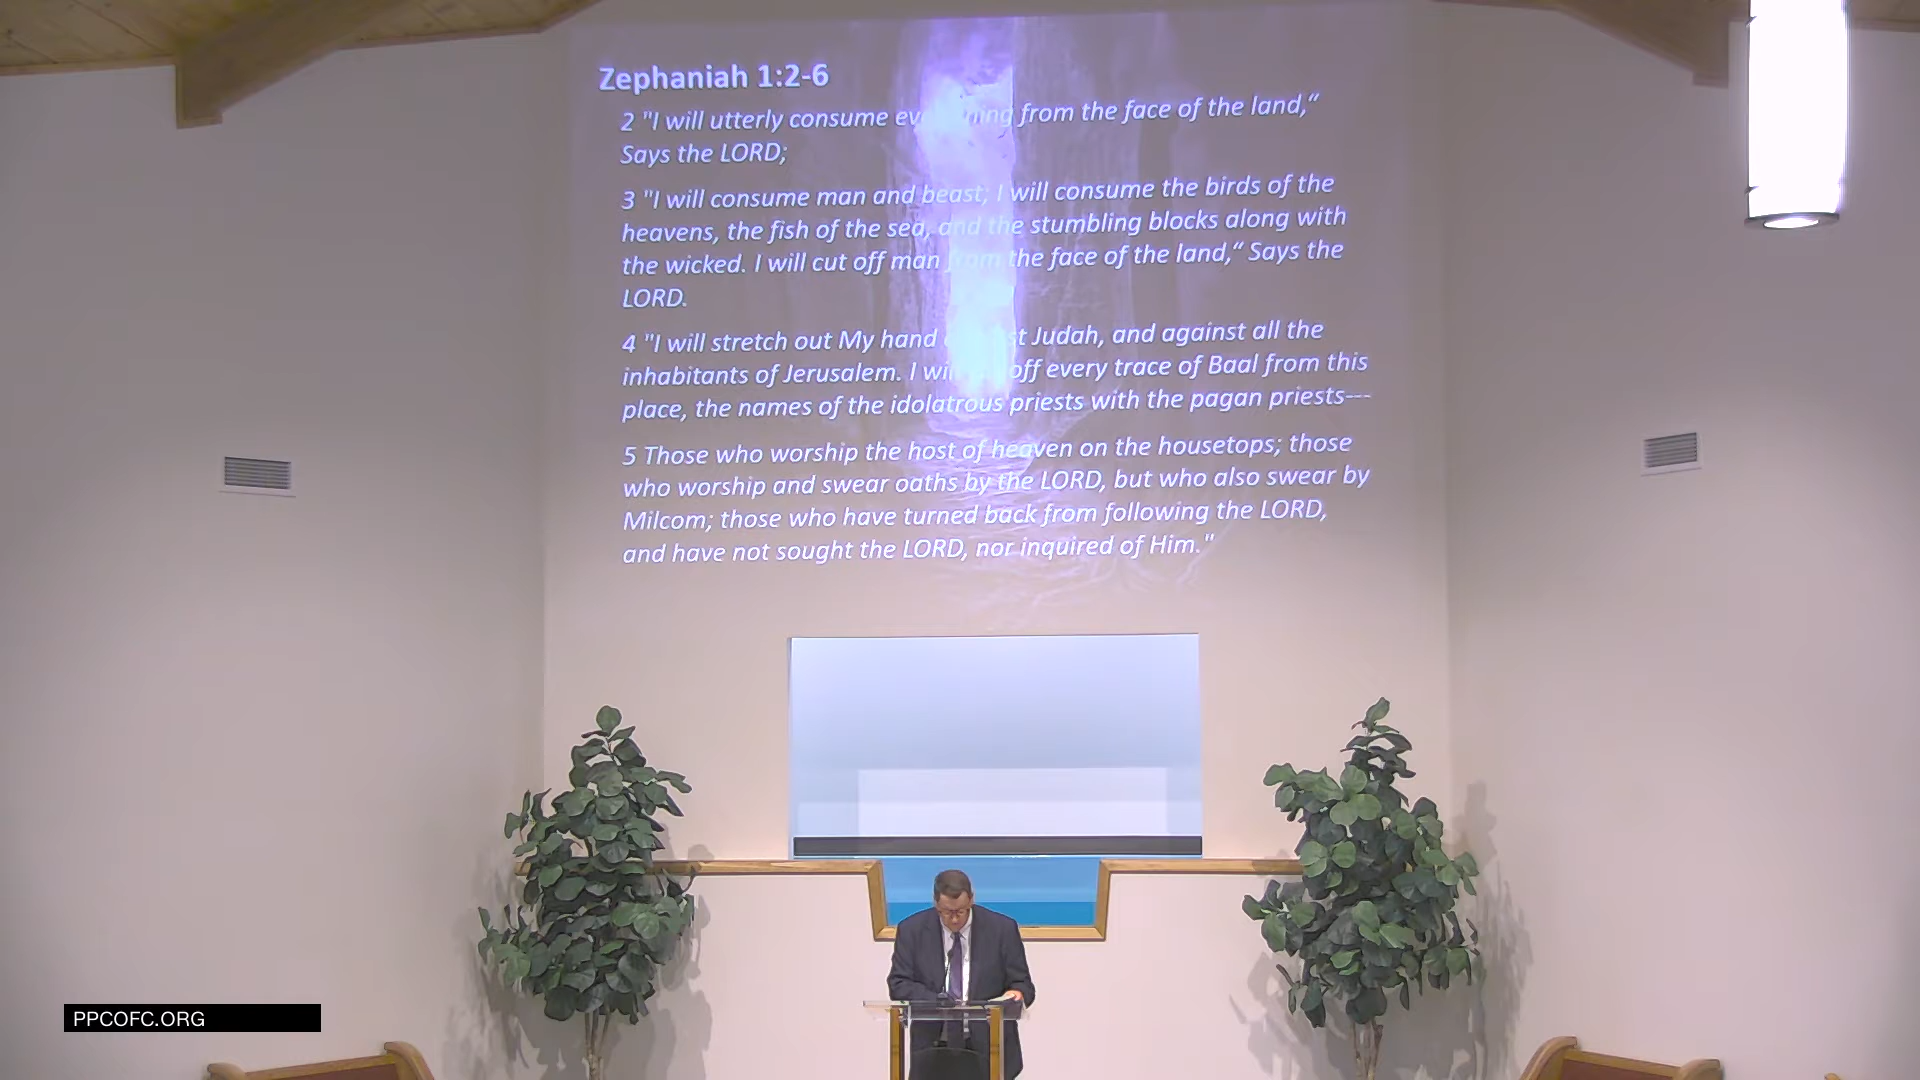 Zephaniah 1:2-6
2 "I will utterly consume from the face of the land,“
Says the LORD;
3 "I will consume man and beast; I will consume the birds of the
heavens, the fish of the sea, and the stumbling blocks along with
the wicked. I will cut off man from the face of the land,“ Says the
LORD.
4 "I will stretch out My hand Judah, and against all the
inhabitants of Jerusalem. I off every trace of Baal from this
place, the names of the idolatrous priests with the pagan priests---
5 Those who worship the host of heaven on the housetops; those
who worship and swear oaths by the LORD, but who also swear by
Milcom; those who have turned back from following the LORD,
and have not sought the LORD, nor inquired of Him."
PPCOFC.ORG